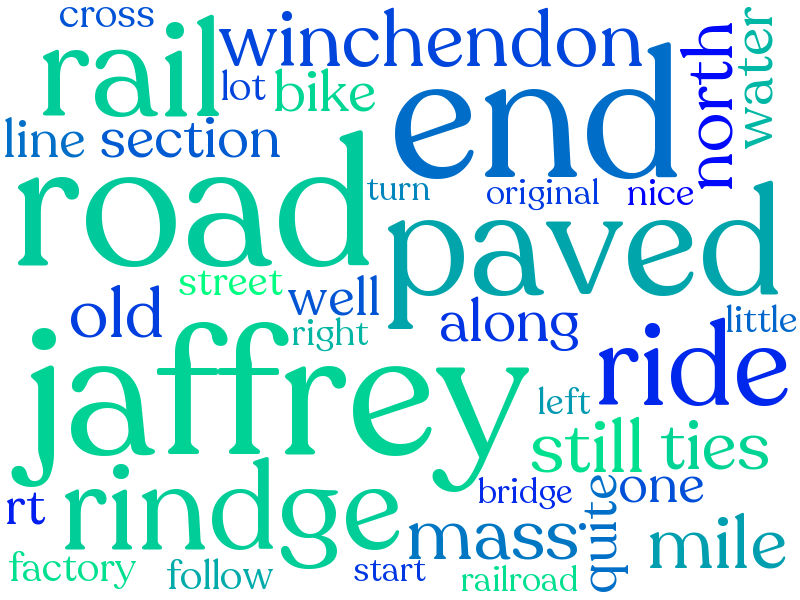 cross
rail
winchendon
lot
bike
end
north
water
line
section
road
turn
original
nice
paved
street
well
old
right
along
little
ride
jaffrey
left
still
ties
rindge
rt
bridge
quite
one
mass
mile
factory
follow
start
railroad